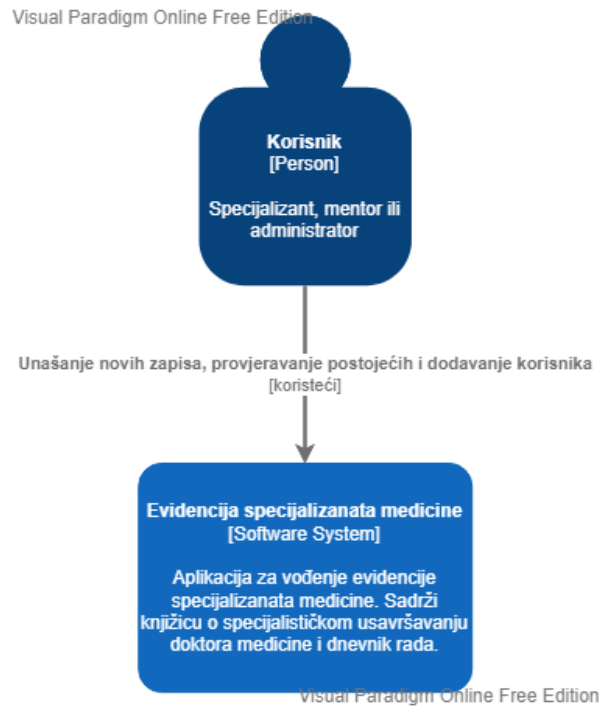 Visual Paradigm Online Free Edition
Korisnik
[Person]
Specijalizant, mentor ili
administrator
Unašanje novih zapisa, provjeravanje postojećih i dodavanje korisnika
[koristeći]
Evidencija specijalizanata medicine
[Software System]
Aplikacija za vođenje evidencije
specijalizanata medicine. Sadrži
knjižicu o specijalističkom usavršavanju
doktora medicine i dnevnik rada.
Visual Paradigm Online Free Edition